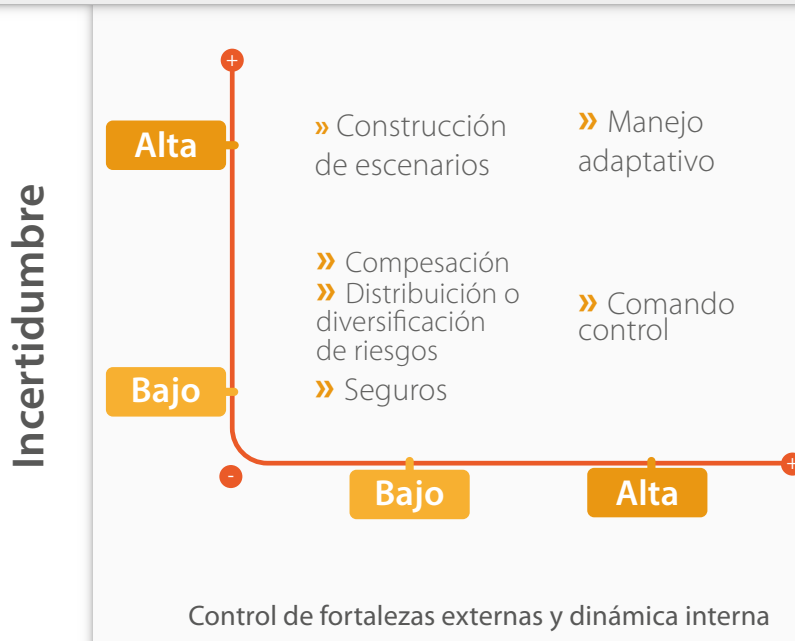 Incertidumbre
+
Alta
» Construcción
de escenarios
» Manejo
adaptativo
» Compesación
» Distribuición o
diversificación
de riesgos
» Seguros
» Comando
control
Bajo
-
+
Bajo
Alta
Control de fortalezas externas y dinámica interna